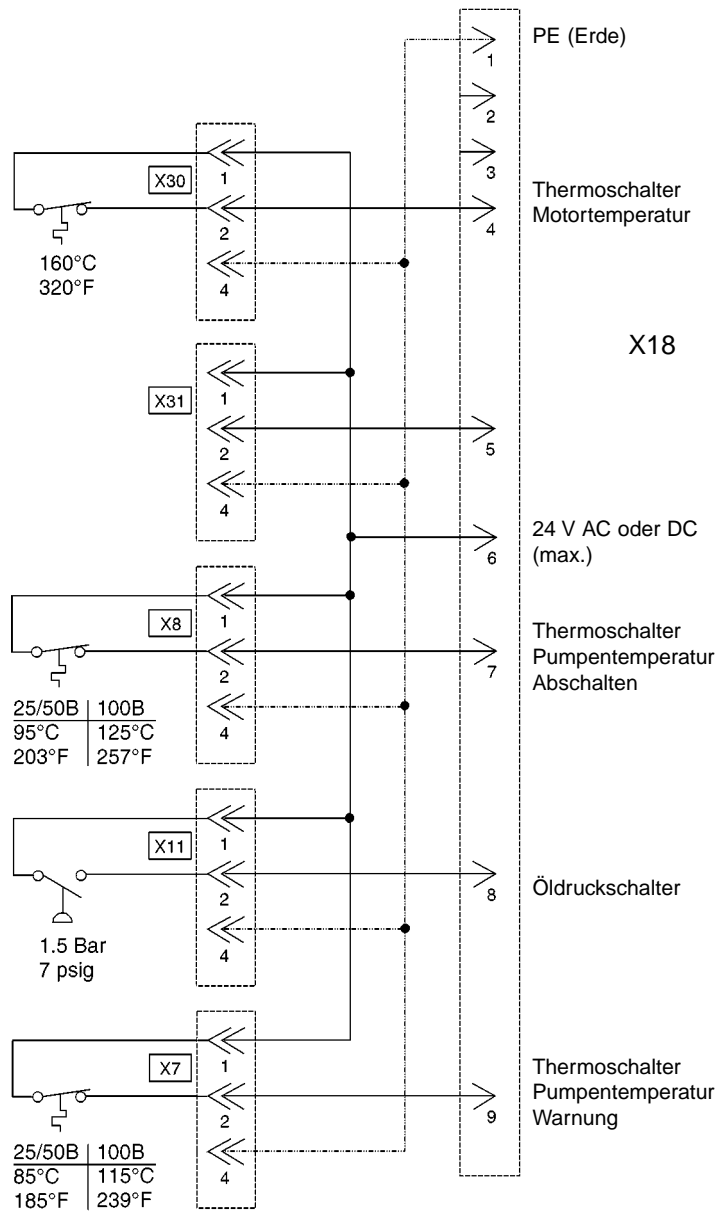 PE (Erde)
1
2
3
X30
1
2
4
160°C
320°F
Thermoschalter
Motortemperatur
4
X18
X31
1
2
4
5
24 V AC oder DC
(max.)
6
X8
1
2
4
Thermoschalter
Pumpentemperatur
Abschalten
7
25/50B 100B
95°C 125°C
203°F 257°F
X11
1
2
4
8
Öldruckschalter
1.5 Bar
7 psig
X7
1
2
4
Thermoschalter
Pumpentemperatur
Warnung
9
25/50B 100B
85°C 115°C
185°F 239°F